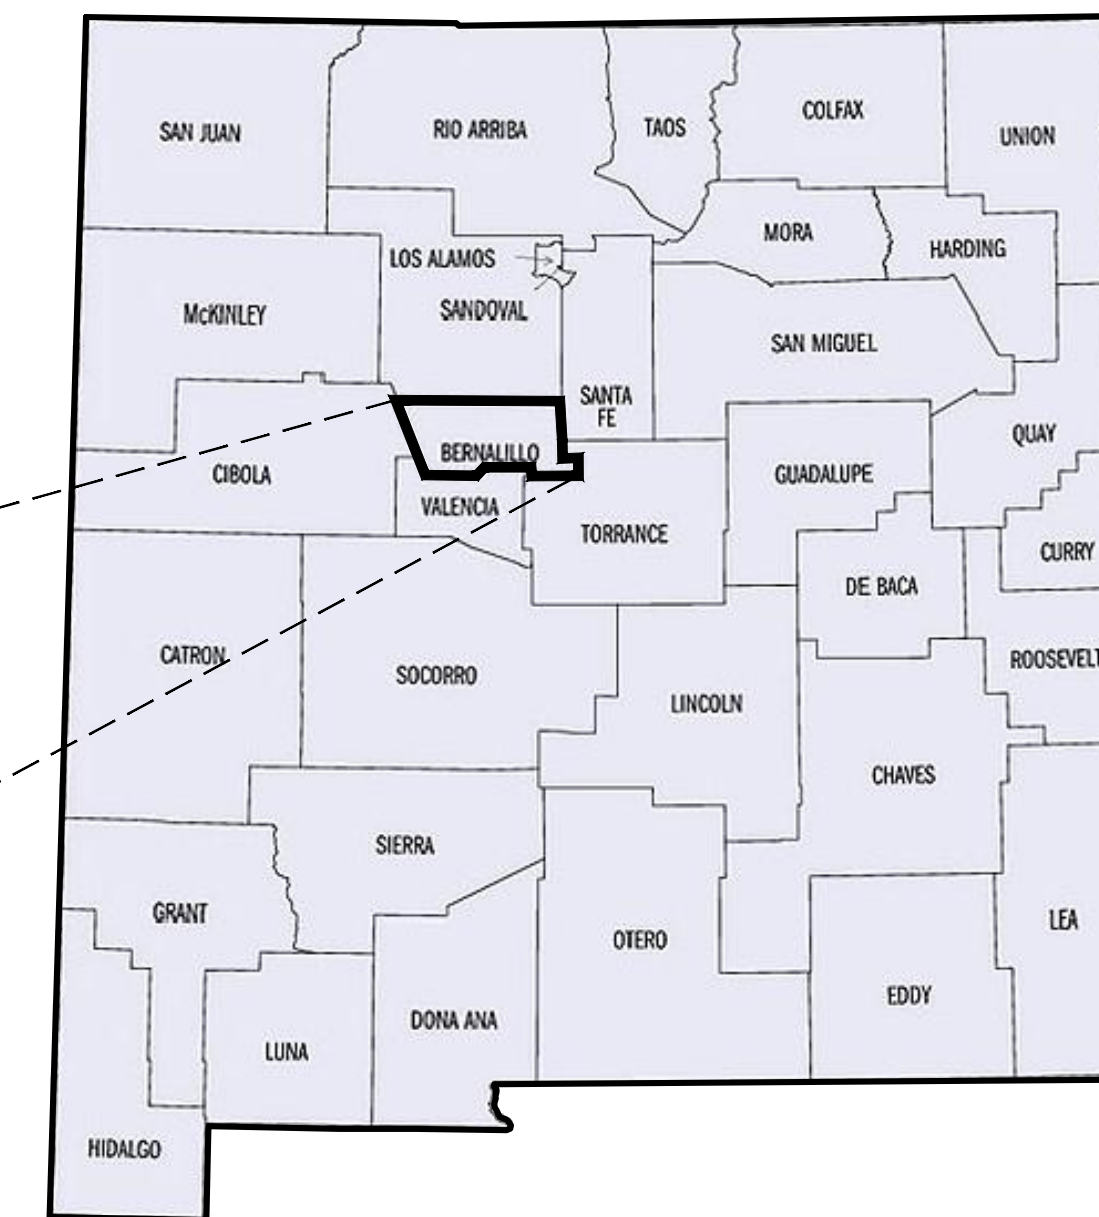 SAN JUAN
RIO ARRIBA
TAOS
COLFAX
UNION
MORA
HARDING
LOS ALAMOS
McKINLEY
SANDOVAL
SAN MIGUEL
SANTA
FE
QUAY
BERNALILLO
CIBOLA
GUADALUPE
VALENCIA
TORRANCE
CURRY
DE BACA
CATRON
SOCORRO
ROOSEVELT
LINCOLN
CHAVES
SIERRA
GRANT
OTERO
LEA
EDDY
DONA ANA
LUNA
HIDALGO